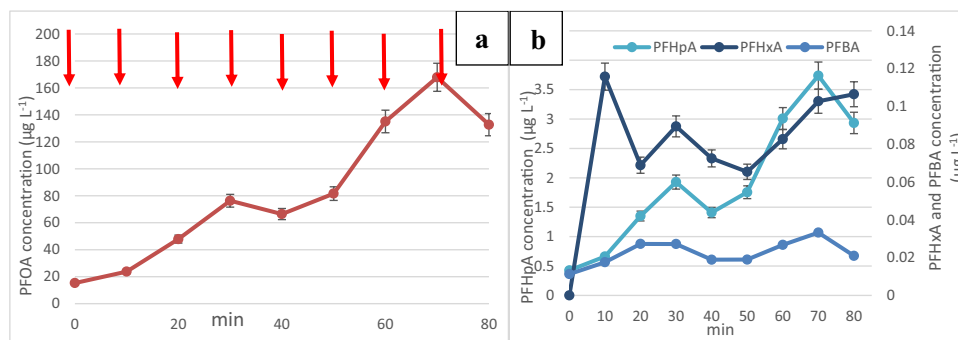 a
PFOA concentration (µg L-1)
200
180
160
140
120
100
80
60
40
20
0
0 20 40 60 80
min
b
PFHpA PFHxA PFBA
PFHpA concentration (µg L-1)
3.5
3
2.5
2
1.5
1
0.5
0
0 10 20 30 40 50 60 70 80
min
0.14
0.12
0.1
0.08
0.06
0.04
0.02
0
PFHxA and PFBA concentration
(µg L-1)